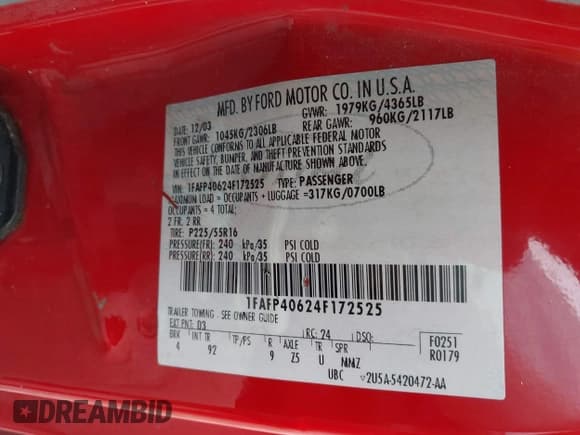 MFD. BY FORD MOTOR CO. IN U.S.A.
DATE: 12/03 GVWR: 1979KG/4365LB
FRONT GAWR: 1045KG/2306LB REAR GAWR: 960KG/2117LB
THIS VEHICLE CONFORMS TO ALL APPLICABLE FEDERAL MOTOR
VEHICLE SAFETY, BUMPER, AND THEFT PREVENTION STANDARDS
IN EFFECT ON THE DATE OF MANUFACTURE SHOWN ABOVE.
VIN: 1FAFP40624F172525 TYPE: PASSENGER
MAXIMUM LOAD = OCCUPANTS + LUGGAGE =317KG/0700LB
OCCUPANTS = 4 TOTAL;
2 FR, 2 RR
TIRE: P225/55R16
PRESSURE(FR): 240 kPa/35 PSI COLD
PRESSURE(RR): 240 kPa/35 PSI COLD
1FAFP40624F172525
TRAILER TOWING - SEE OWNER GUIDE
EXT PNT: D3 RC: 24 DSO: F0251
BRK INT TR TP/PS R AXLE TR SPR R0179
4 92 9 Z5 U MMZ
UBC 2U5A-5420472-AA
DREAMBID